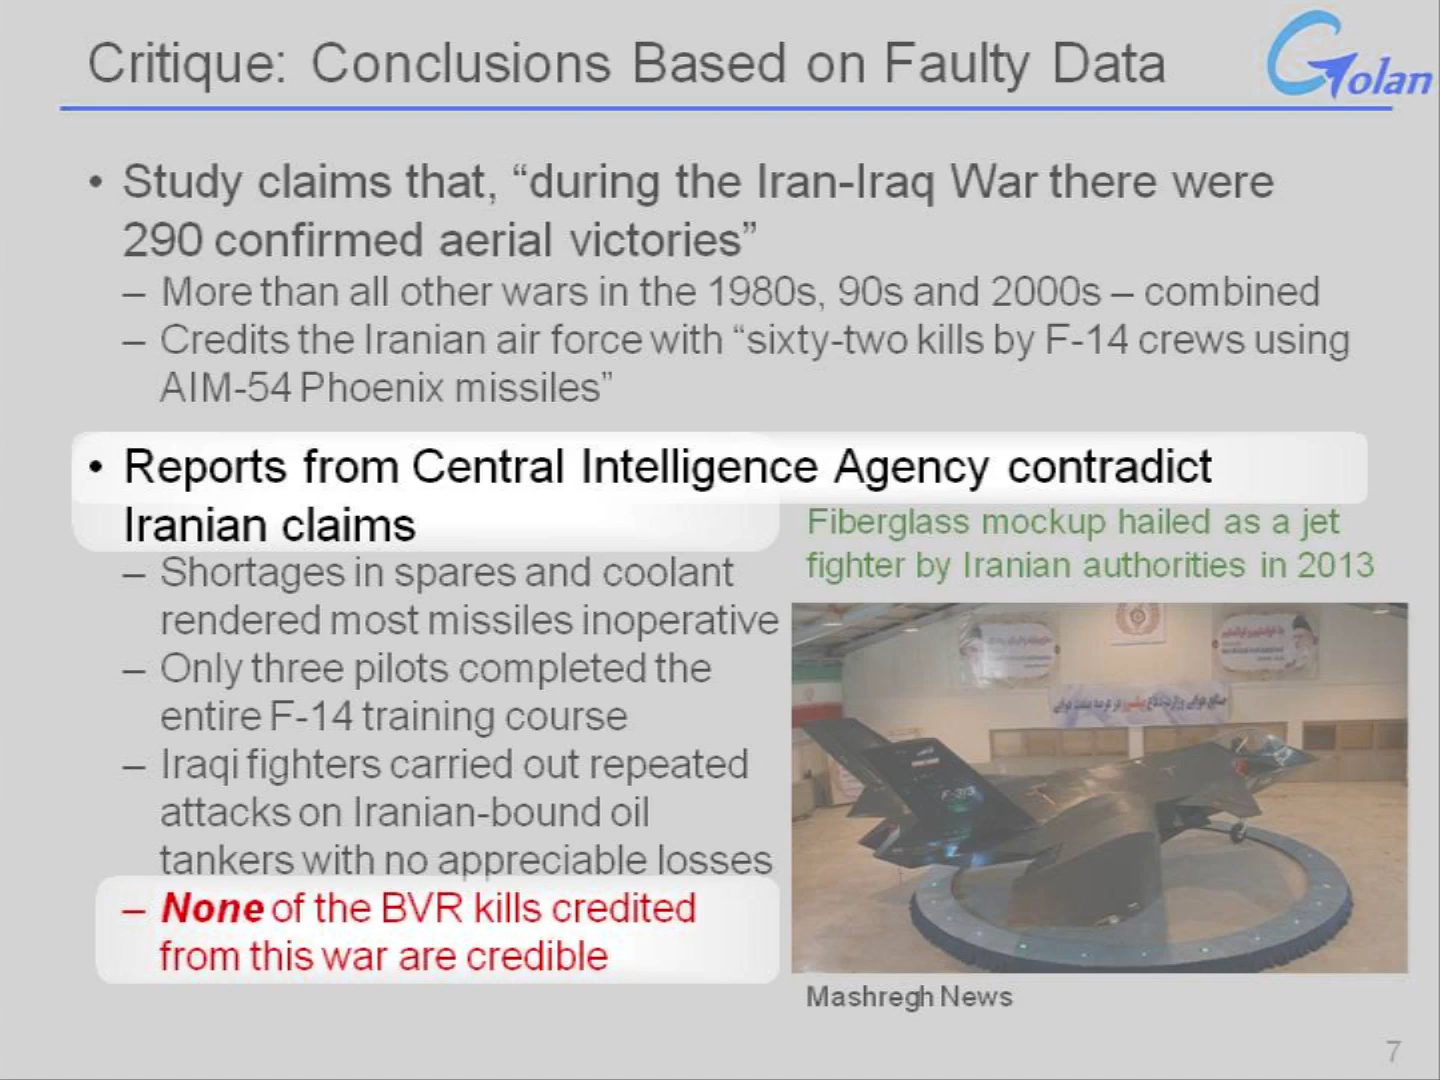 Critique: Conclusions Based on Faulty Data
Golan
• Study claims that, “during the Iran-Iraq War there were
290 confirmed aerial victories”
– More than all other wars in the 1980s, 90s and 2000s – combined
– Credits the Iranian air force with “sixty-two kills by F-14 crews using
AIM-54 Phoenix missiles”
• Reports from Central Intelligence Agency contradict
Iranian claims
– Shortages in spares and coolant
rendered most missiles inoperative
– Only three pilots completed the
entire F-14 training course
– Iraqi fighters carried out repeated
attacks on Iranian-bound oil
tankers with no appreciable losses
– None of the BVR kills credited
from this war are credible
Fiberglass mockup hailed as a jet
fighter by Iranian authorities in 2013
F-313
Mashregh News
7